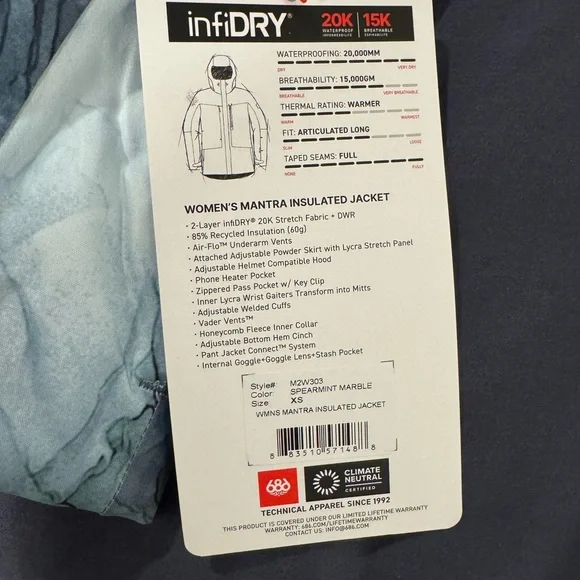 infiDRY®
20K | 15K
WATERPROOF BREATHABLE
WATERPROOFING: 20,000MM
DRY VERY DRY
BREATHABILITY: 15,000GM
BREATHABLE VERY BREATHABLE
THERMAL RATING: WARMER
WARM WARMEST
FIT: ARTICULATED LONG
SLIM LOOSE
TAPED SEAMS: FULL
NONE FULLY
WOMEN'S MANTRA INSULATED JACKET
• 2-Layer infiDRY® 20K Stretch Fabric + DWR
• 85% Recycled Insulation (60g)
• Air-Flo™ Underarm Vents
• Attached Adjustable Powder Skirt with Lycra Stretch Panel
• Adjustable Helmet Compatible Hood
• Phone Heater Pocket
• Zippered Pass Pocket w/ Key Clip
• Inner Lycra Wrist Gaiters Transform into Mitts
• Adjustable Welded Cuffs
• Vader Vents™
• Honeycomb Fleece Inner Collar
• Adjustable Bottom Hem Cinch
• Pant Jacket Connect™ System
• Internal Goggle+Goggle Lens+Stash Pocket
Style#: M2W303
Color: SPEARMINT MARBLE
Size: XS
WMNS MANTRA INSULATED JACKET
8 83510 57148 8
686
CLIMATE
NEUTRAL
CERTIFIED
TECHNICAL APPAREL SINCE 1992
THIS PRODUCT IS COVERED UNDER OUR LIMITED LIFETIME WARRANTY
WARRANTY: 686.COM/LIFETIMEWARRANTY
CONTACT US: INFO@686.COM